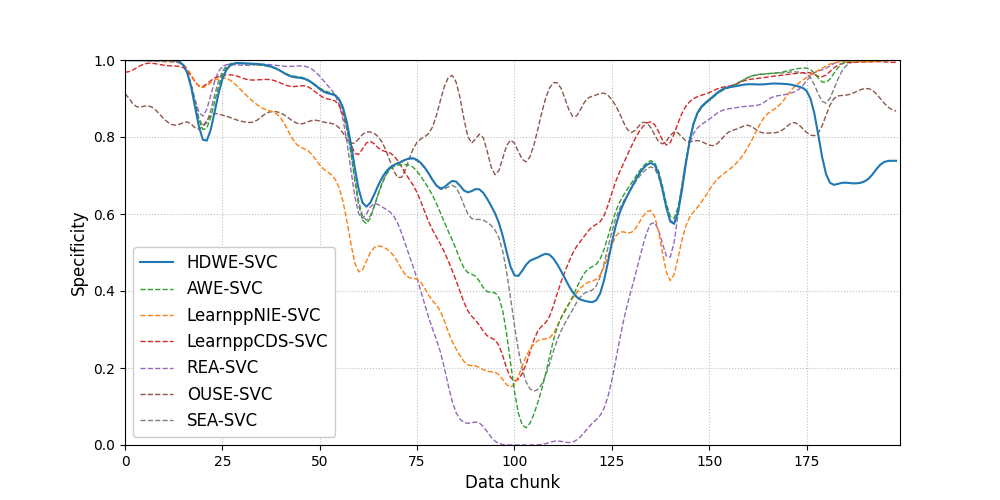 1.0
0.8
0.6
0.4
0.2
0.0
Specificity
HDWE-SVC
AWE-SVC
LearnppNIE-SVC
LearnppCDS-SVC
REA-SVC
OUSE-SVC
SEA-SVC
0 25 50 75 100 125 150 175
Data chunk